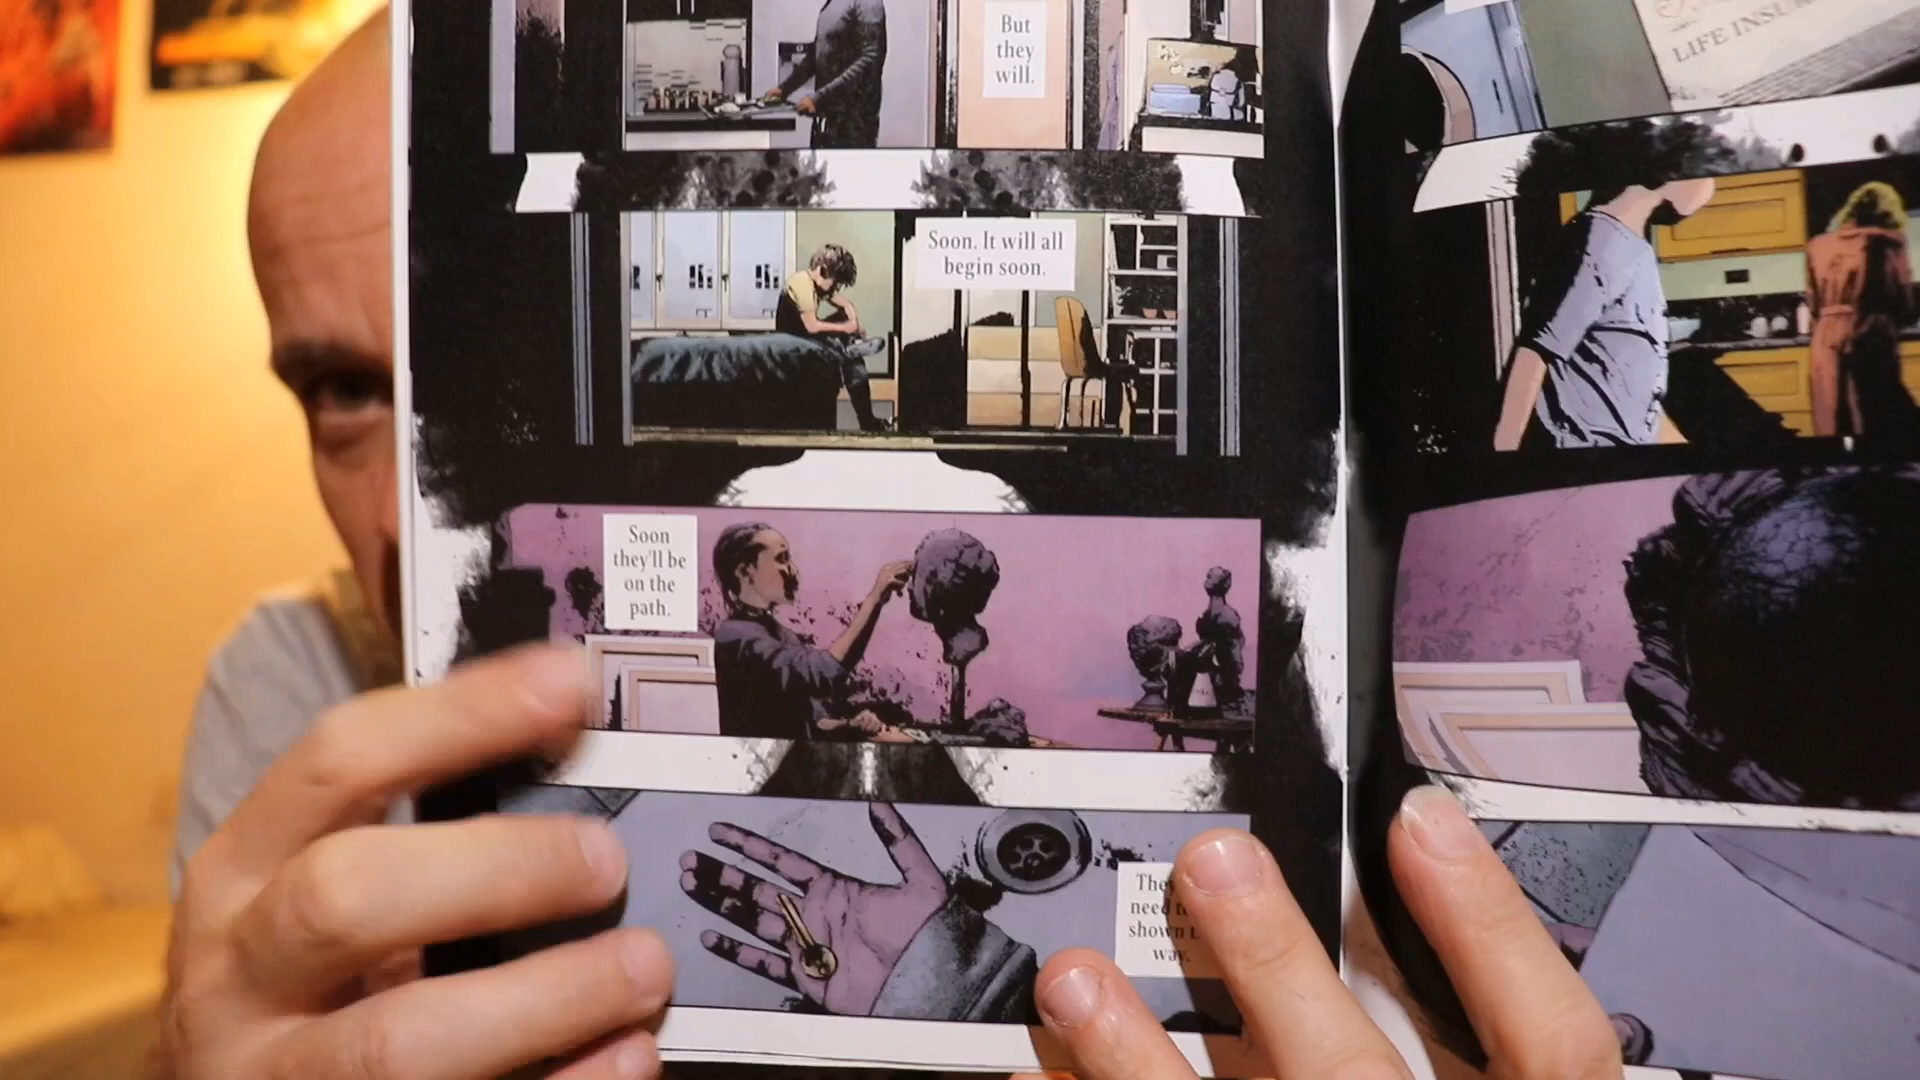 But
they
will.
Soon. It will all
begin soon.
Soon
they'll be
on the
path.
need
shown
way.
LIFE